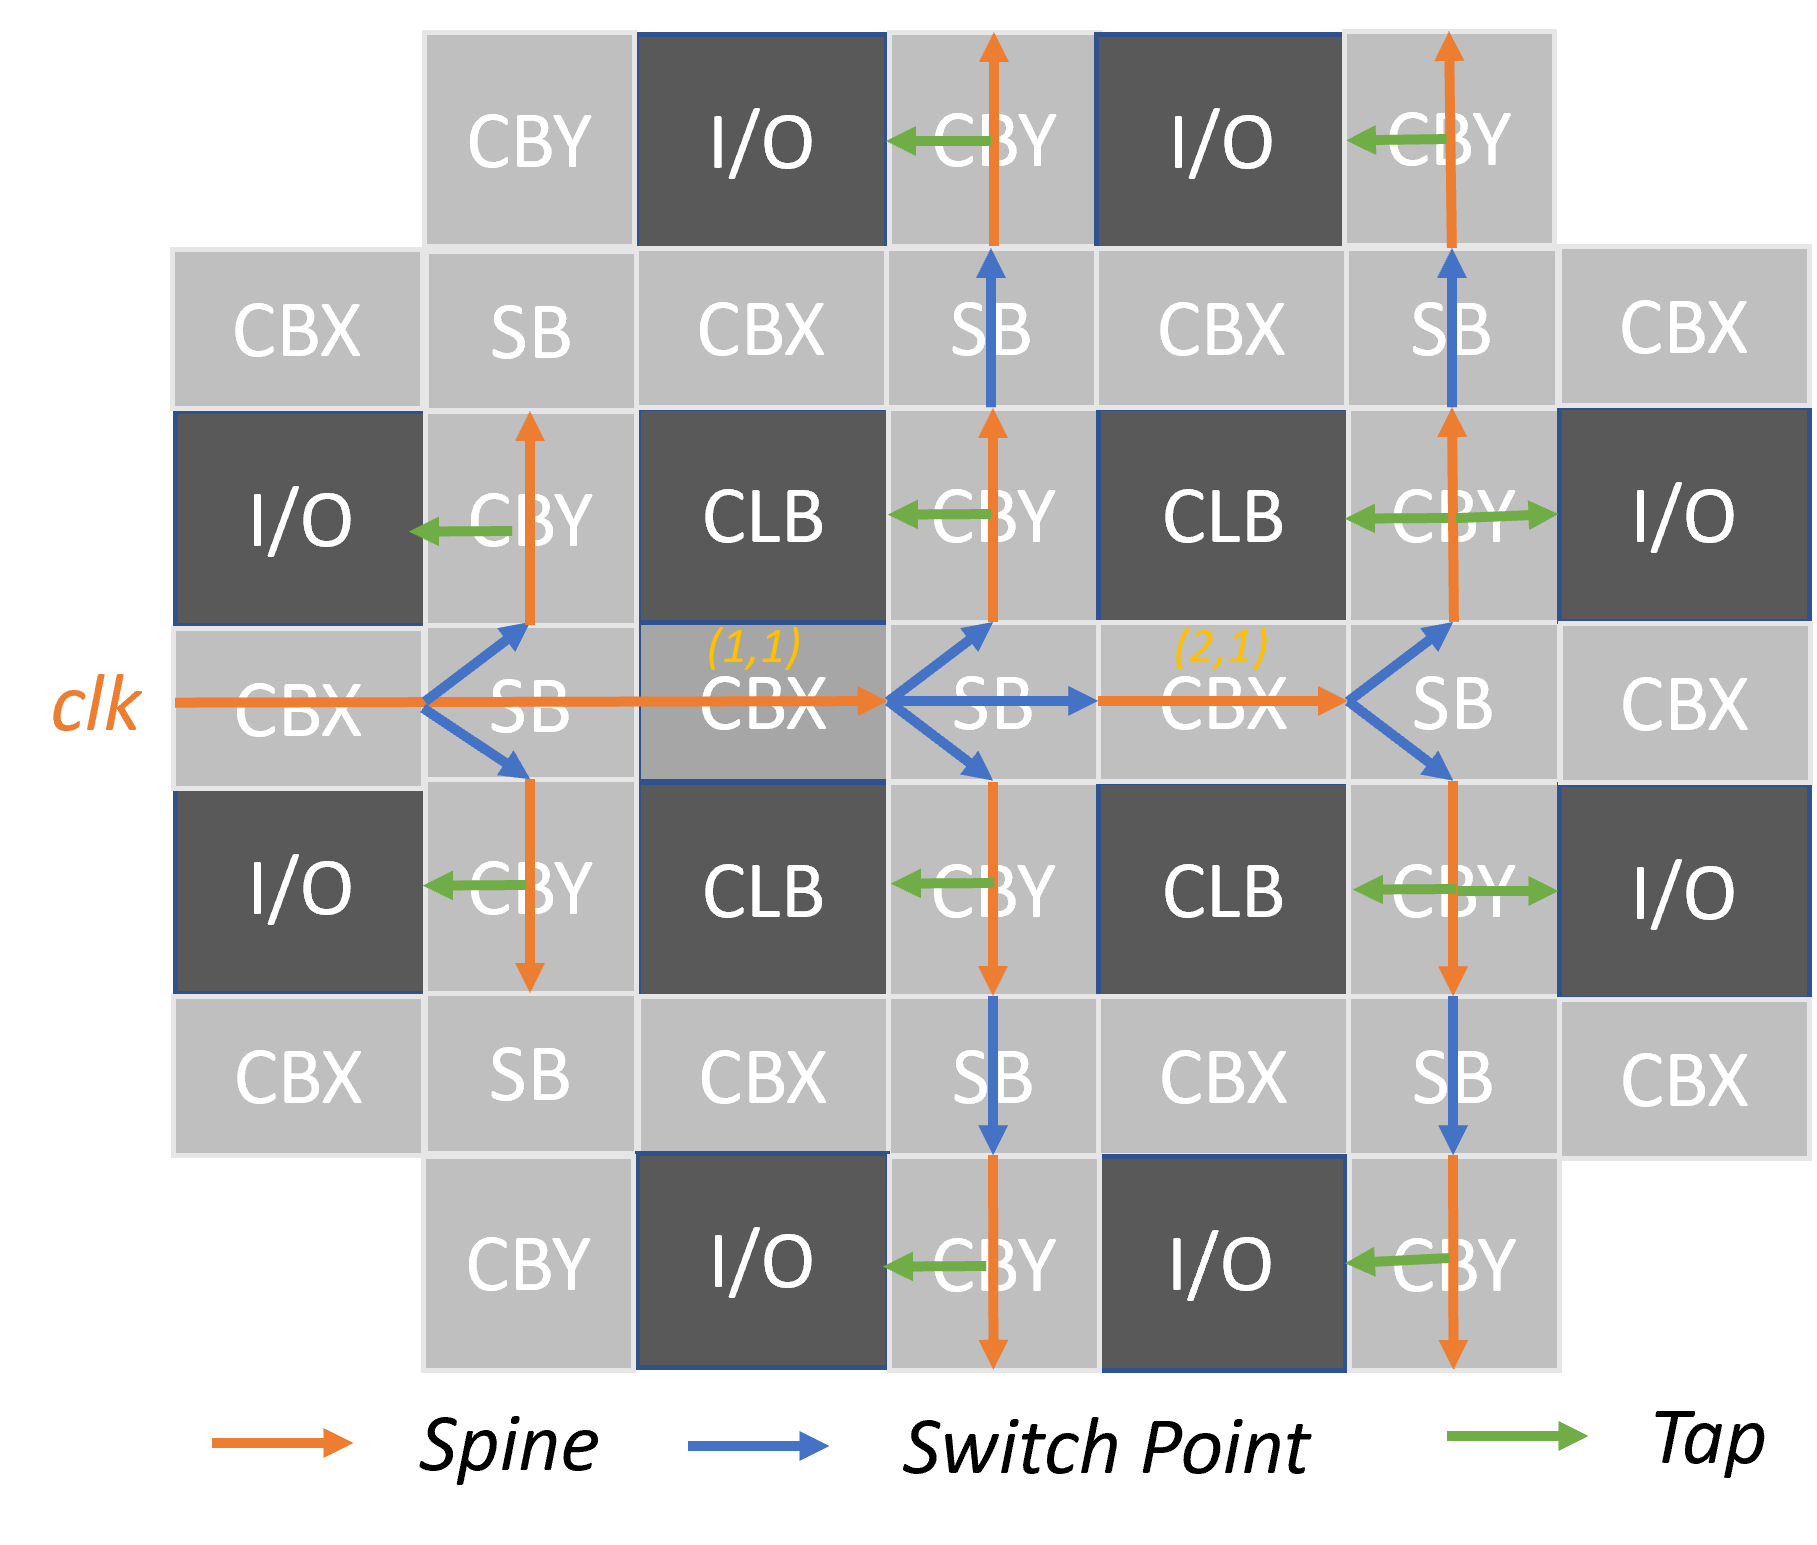 CBY I/O CBY I/O CBY
CBX SB CBX SB CBX SB CBX
I/O CBY CLB CBY CLB CBY I/O
(1,1) (2,1)
clk CBX SB CBX SB CBX SB CBX
I/O CBY CLB CBY CLB CBY I/O
CBX SB CBX SB CBX SB CBX
CBY I/O CBY I/O CBY
Spine Switch Point Tap